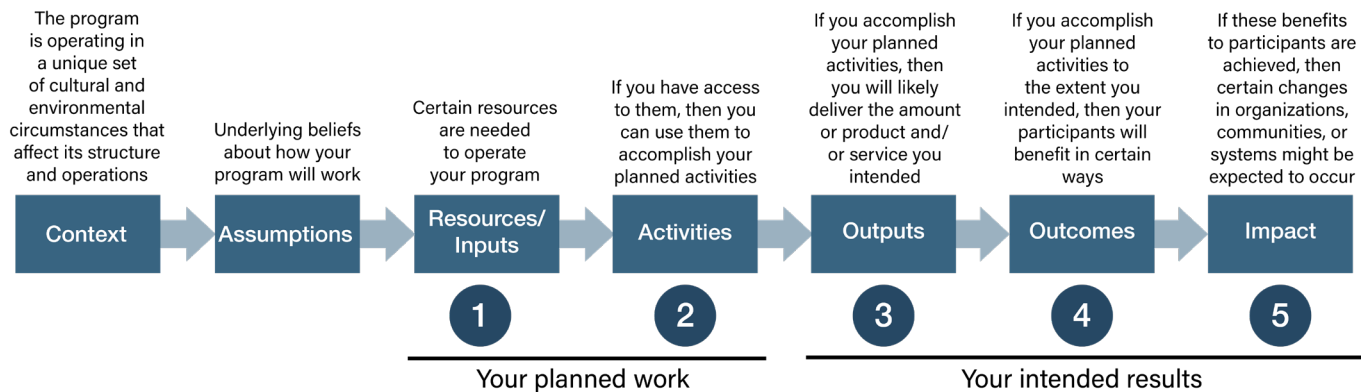 The program
is operating in
a unique set
of cultural and
environmental
circumstances that
affect its structure
and operations
Context
Underlying beliefs
about how your
program will work
Assumptions
Certain resources
are needed
to operate
your program
Resources/
Inputs
If you have access
to them, then you
can use them to
accomplish your
planned activities
Activities
If you accomplish
your planned
activities, then
you will likely
deliver the amount
or product and/
or service you
intended
Outputs
If you accomplish
your planned
activities to
the extent you
intended, then your
participants will
benefit in certain
ways
Outcomes
If these benefits
to participants are
achieved, then
certain changes
in organizations,
communities, or
systems might be
expected to occur
Impact
1
2
3
4
5
Your planned work
Your intended results